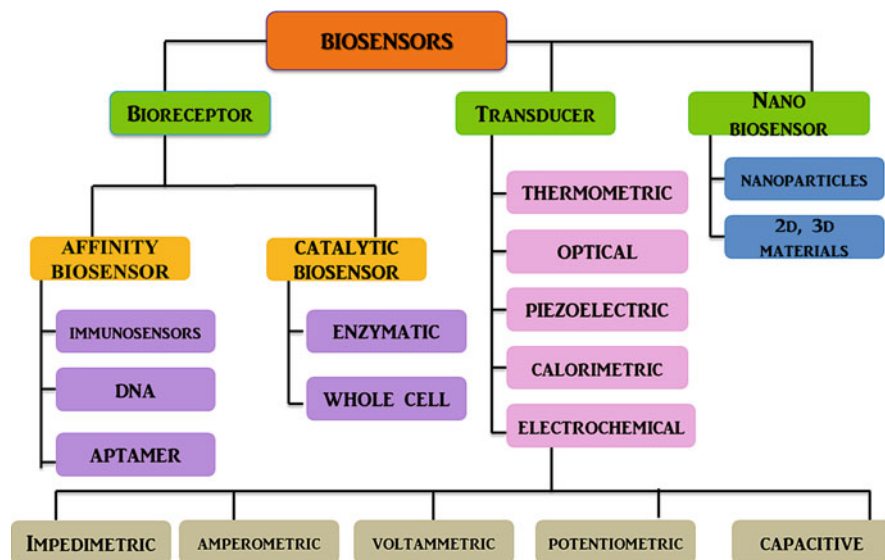 BIOSENSORS
BIORECEPTOR
TRANSDUCER
NANO
BIOSENSOR
NANOPARTICLES
2D, 3D
MATERIALS
THERMOMETRIC
OPTICAL
PIEZOELECTRIC
CALORIMETRIC
ELECTROCHEMICAL
AFFINITY
BIOSENSOR
CATALYTIC
BIOSENSOR
IMMUNOSENSORS
DNA
APTAMER
ENZYMATIC
WHOLE CELL
IMPEDIMETRIC
AMPEROMETRIC
VOLTAMMETRIC
POTENTIOMETRIC
CAPACITIVE